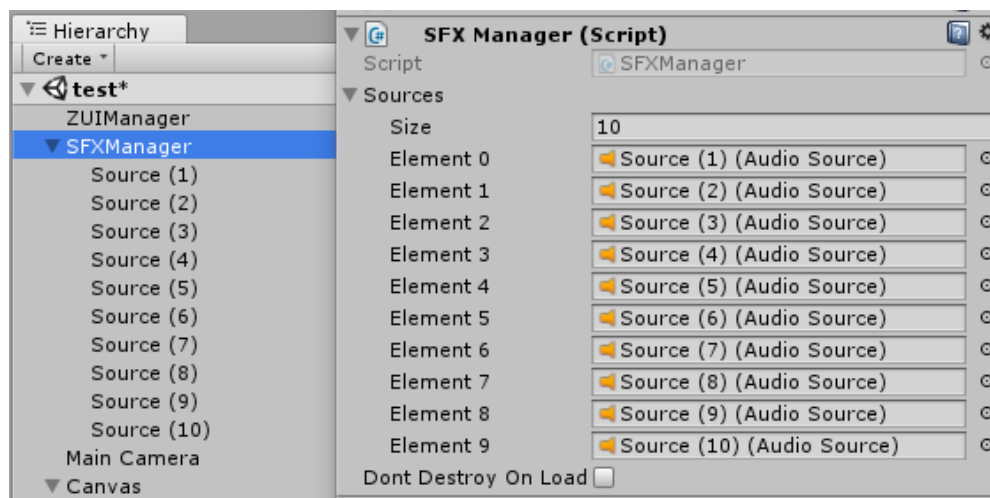 Hierarchy
Create
test*
ZUIManager
SFXManager
Source (1)
Source (2)
Source (3)
Source (4)
Source (5)
Source (6)
Source (7)
Source (8)
Source (9)
Source (10)
Main Camera
Canvas
SFX Manager (Script)
Script SFXManager
Sources
Size 10
Element 0 Source (1) (Audio Source)
Element 1 Source (2) (Audio Source)
Element 2 Source (3) (Audio Source)
Element 3 Source (4) (Audio Source)
Element 4 Source (5) (Audio Source)
Element 5 Source (6) (Audio Source)
Element 6 Source (7) (Audio Source)
Element 7 Source (8) (Audio Source)
Element 8 Source (9) (Audio Source)
Element 9 Source (10) (Audio Source)
Dont Destroy On Load